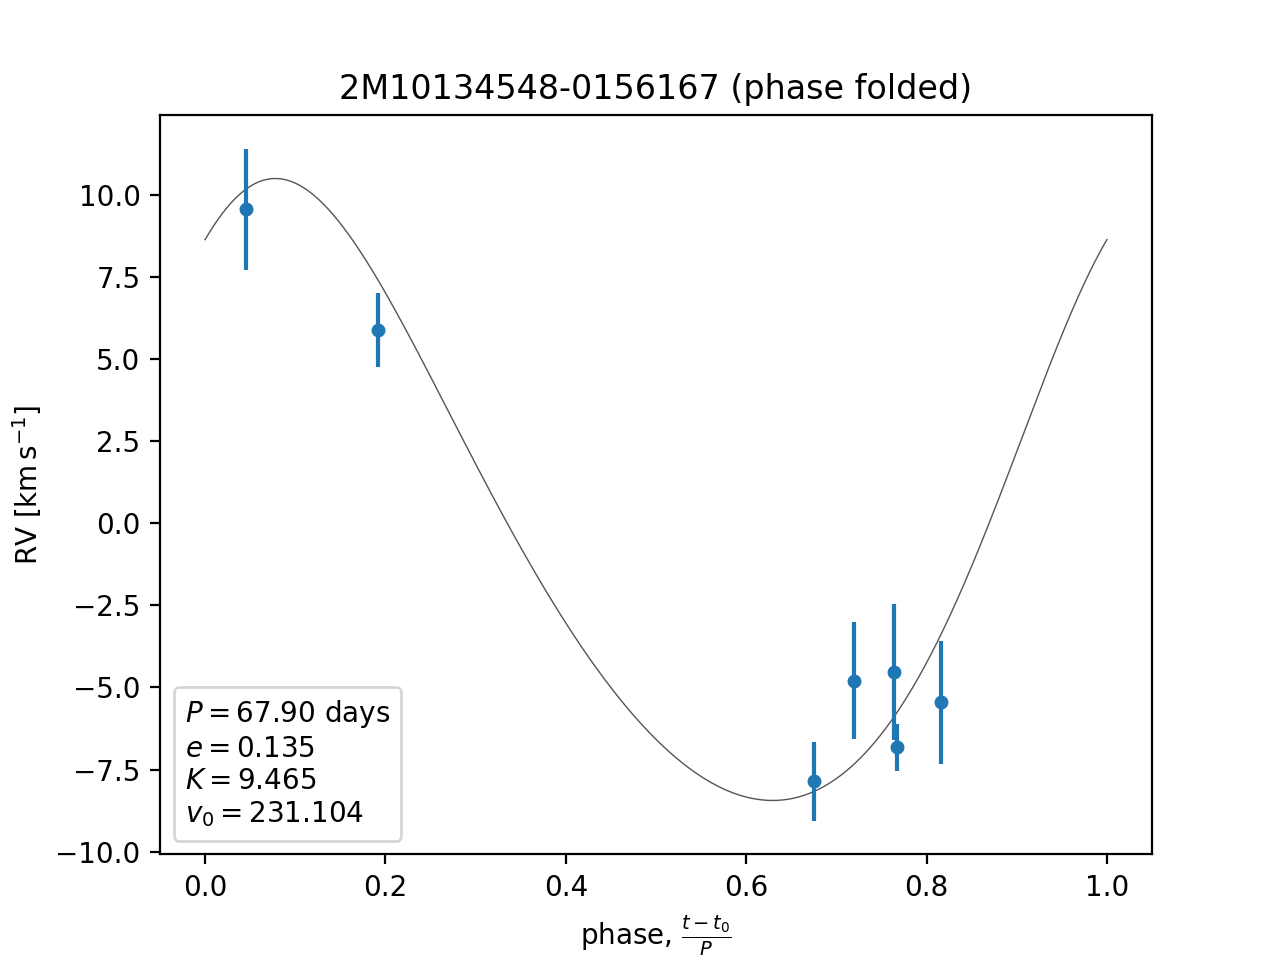 2M10134548-0156167 (phase folded)
RV [km s⁻¹]
10.0
7.5
5.0
2.5
0.0
−2.5
−5.0
−7.5
−10.0
P = 67.90 days
e = 0.135
K = 9.465
v₀ = 231.104
0.0 0.2 0.4 0.6 0.8 1.0
phase, (t − t₀)/P